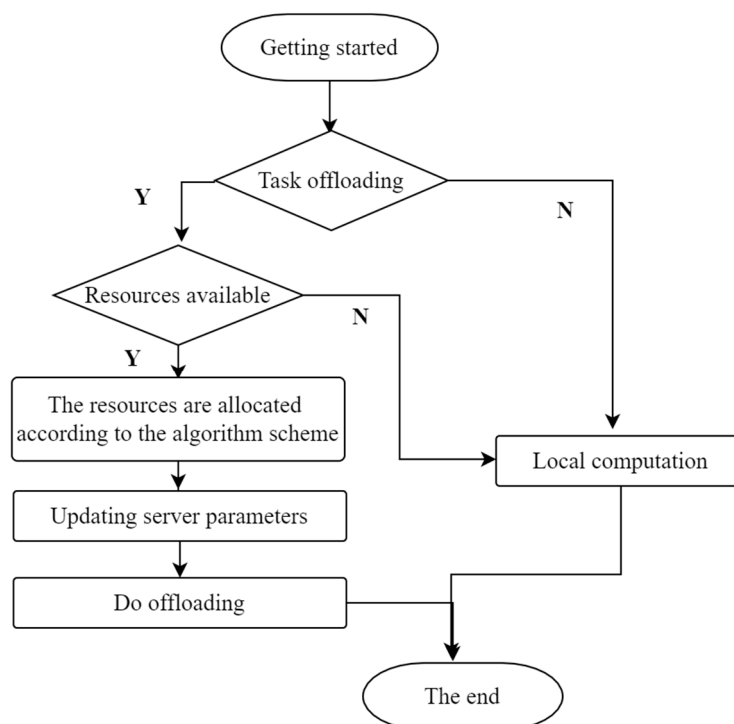 Getting started
Task offloading
Y
N
Resources available
N
Y
The resources are allocated
according to the algorithm scheme
Local computation
Updating server parameters
Do offloading
The end